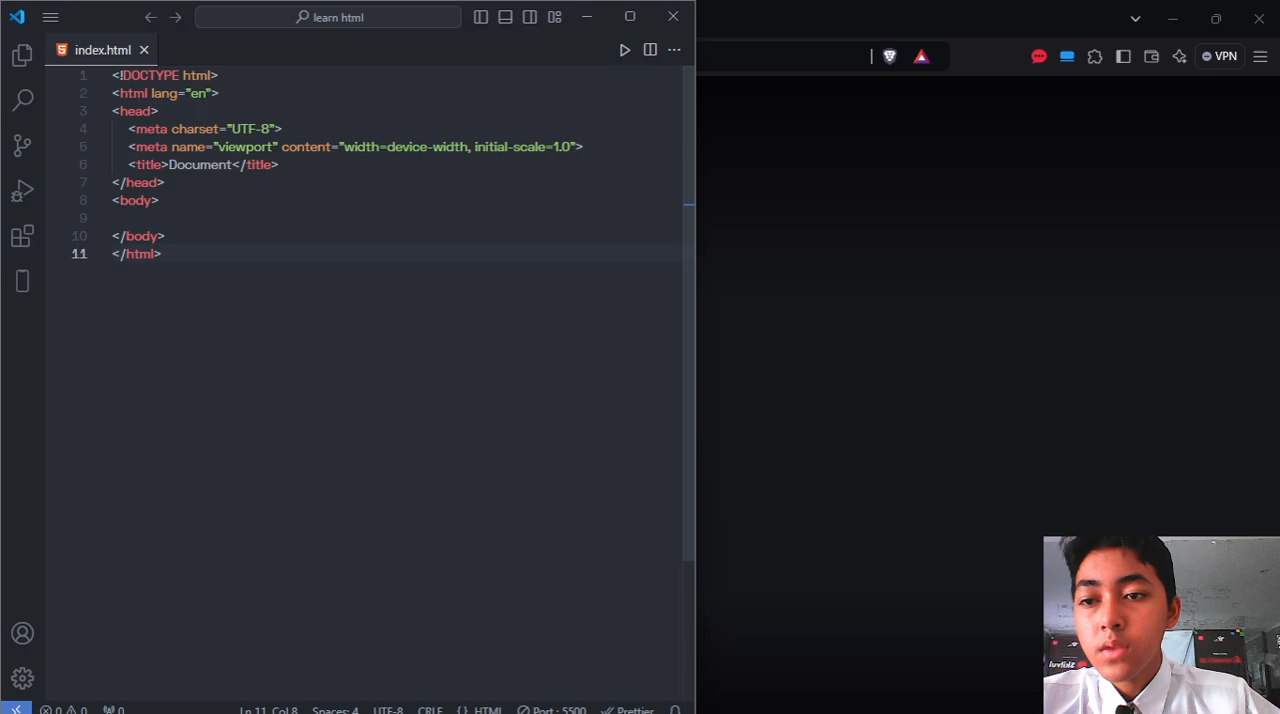 learn html
index.html
VPN
1 <!DOCTYPE html>
2 <html lang="en">
3 <head>
4 <meta charset="UTF-8">
5 <meta name="viewport" content="width=device-width, initial-scale=1.0">
6 <title>Document</title>
7 </head>
8 <body>
9
10 </body>
11 </html>
0 0 0 Ln 11, Col 8 Spaces: 4 UTF-8 CRLF {} HTML Port : 5500 Prettier